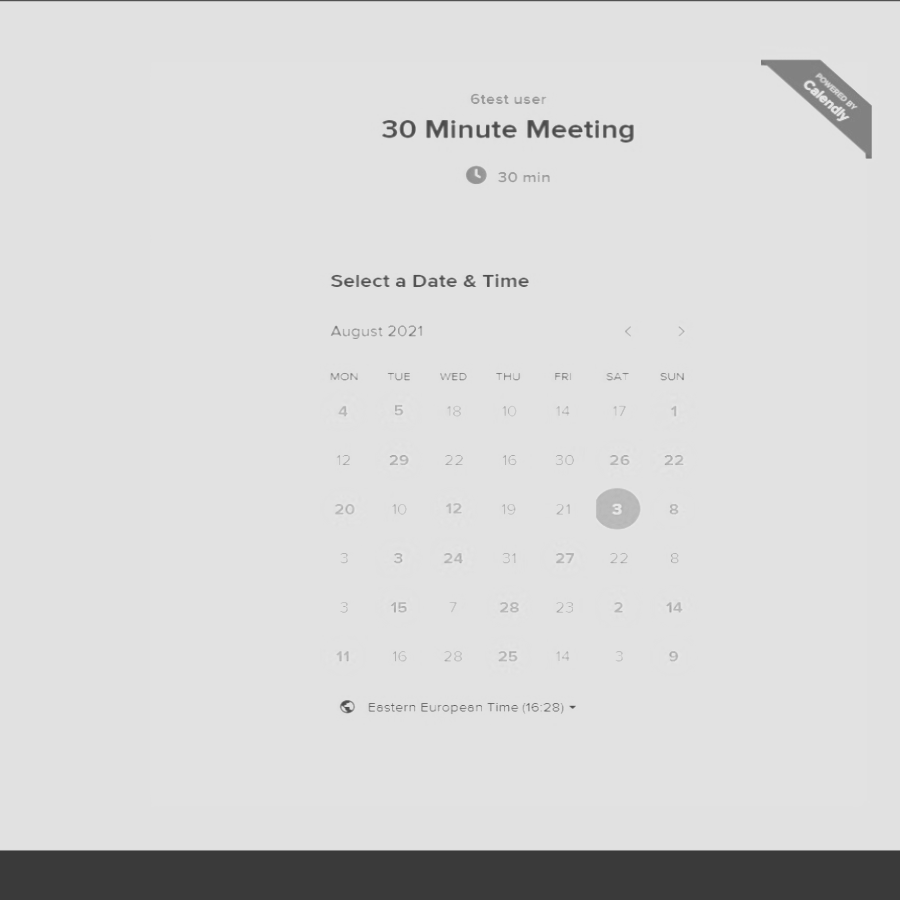 POWERED BY
Calendly
6test user
30 Minute Meeting
30 min
Select a Date & Time
August 2021
MON TUE WED THU FRI SAT SUN
4 5 18 10 14 17 1
12 29 22 16 30 26 22
20 10 12 19 21 3 8
3 3 24 31 27 22 8
3 15 7 28 23 2 14
11 16 28 25 14 3 9
Eastern European Time (16:28)